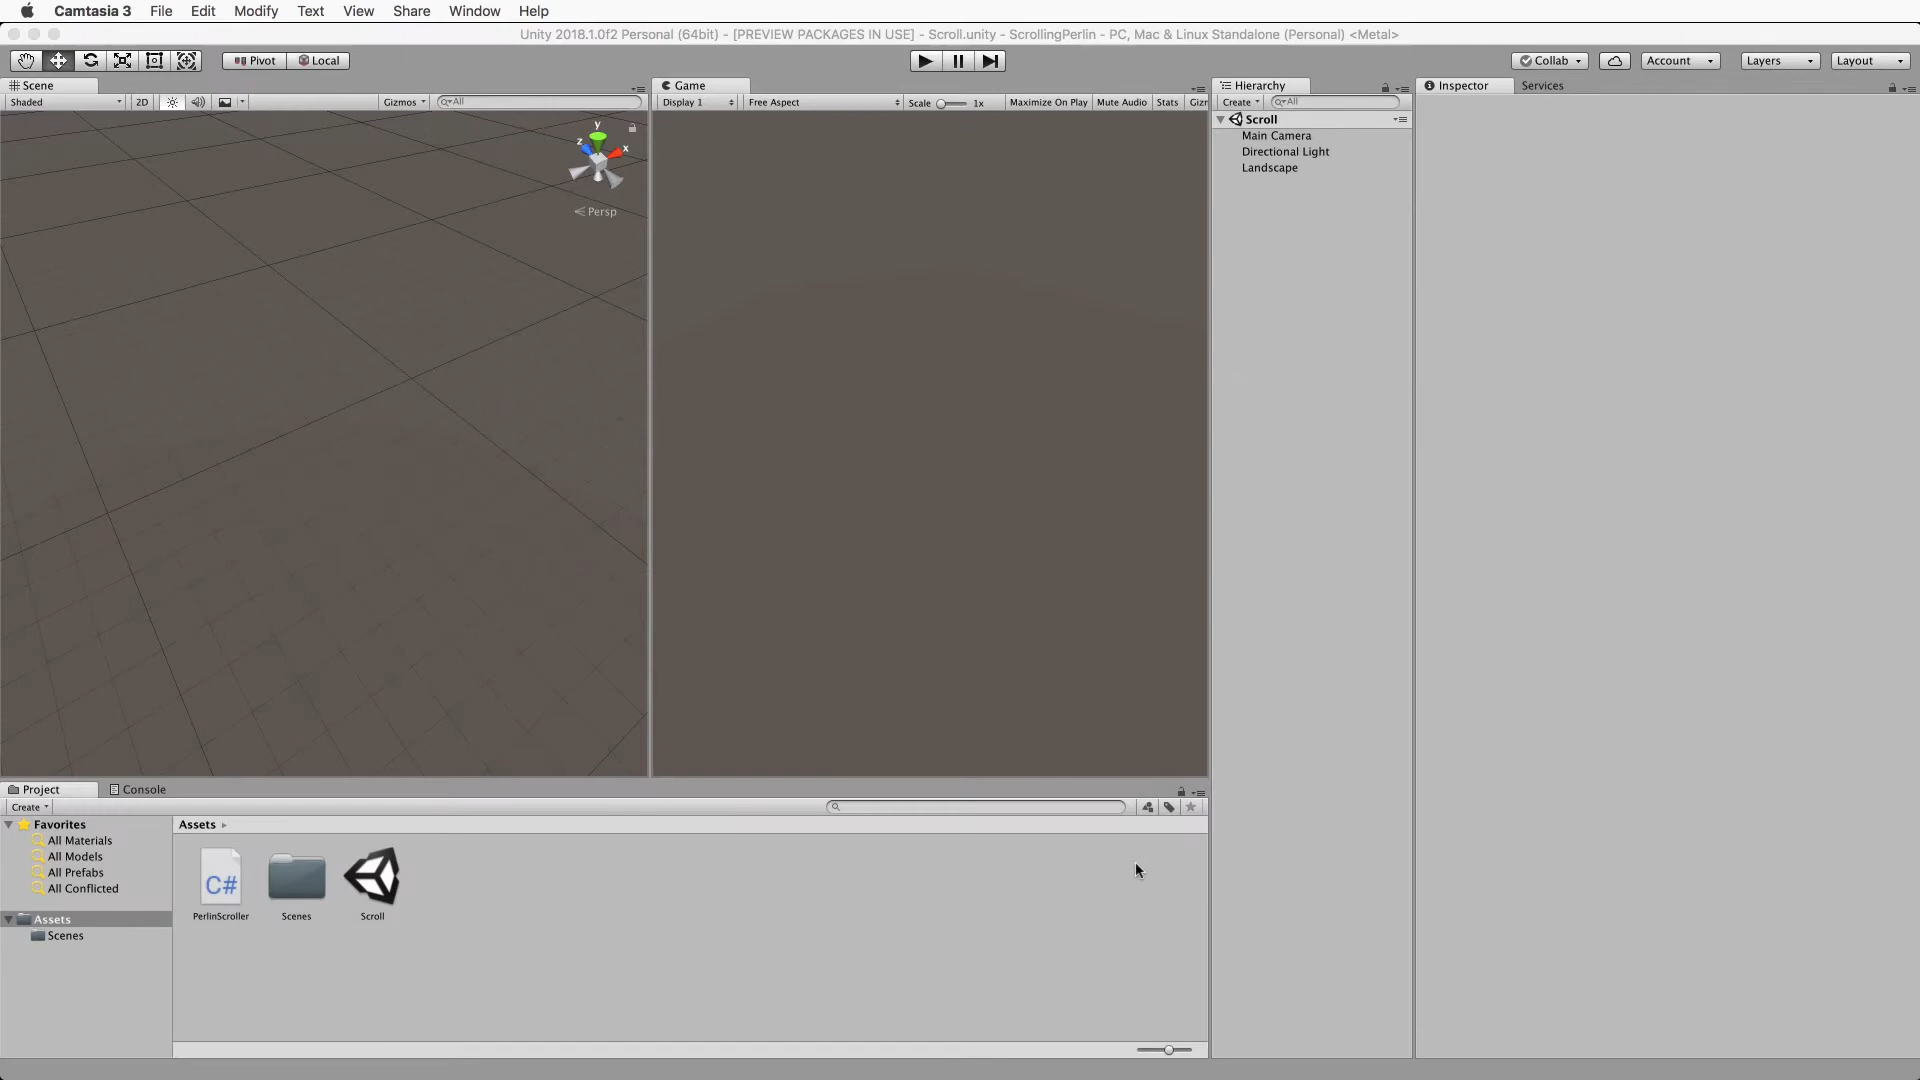 Camtasia 3 File Edit Modify Text View Share Window Help
Unity 2018.1.0f2 Personal (64bit) - [PREVIEW PACKAGES IN USE] - Scroll.unity - ScrollingPerlin - PC, Mac & Linux Standalone (Personal) <Metal>
Pivot Local Collab Account Layers Layout
Scene Game Hierarchy Inspector Services
Shaded 2D Gizmos All Display 1 Free Aspect Scale 1x Maximize On Play Mute Audio Stats Giz Create All
Scroll
Main Camera
Directional Light
Landscape
y
z x
Persp
Project Console
Create
Favorites
All Materials
All Models
All Prefabs
All Conflicted
Assets
Scenes
Assets
C#
PerlinScroller Scenes Scroll